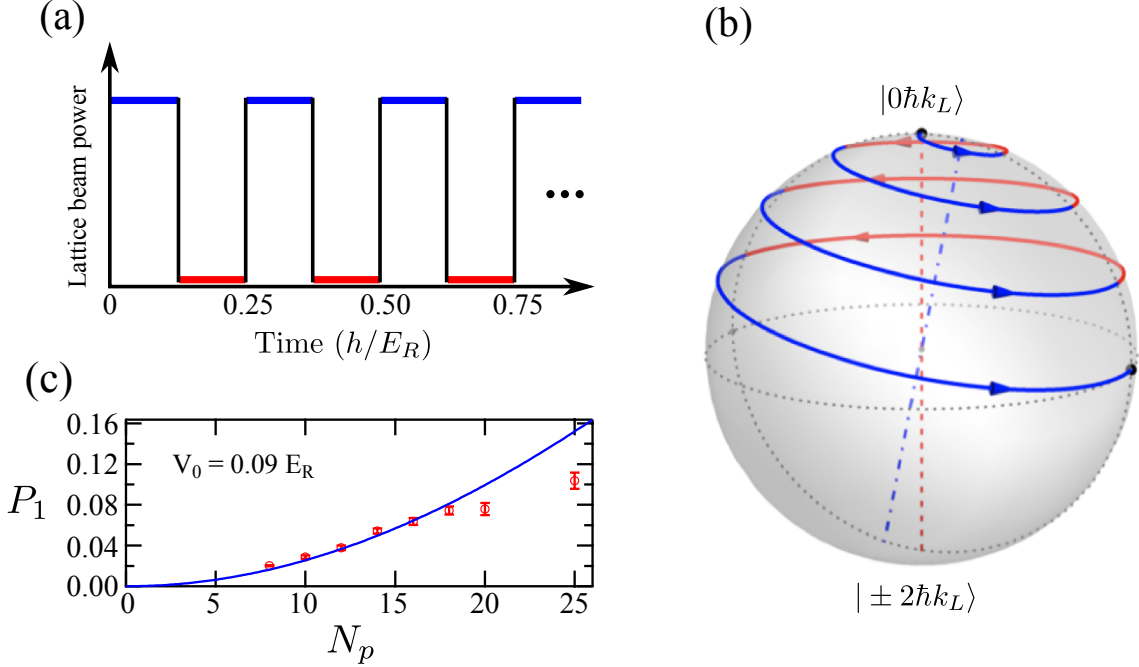 (a)
Lattice beam power
•••
0 0.25 0.50 0.75
Time (h/E_R)
(b)
|0ħk_L⟩
|±2ħk_L⟩
(c)
V_0 = 0.09 E_R
P_1
0.16
0.12
0.08
0.04
0.00
0 5 10 15 20 25
N_p